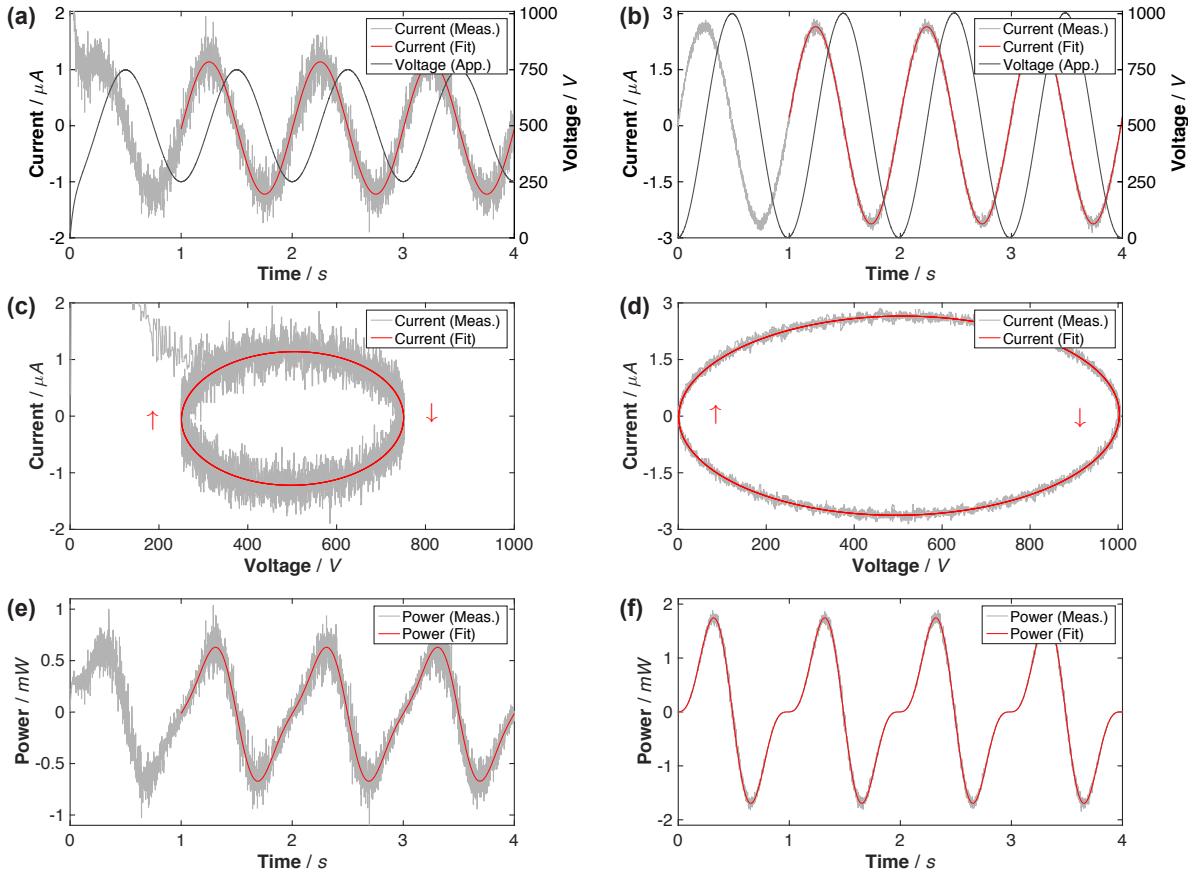 (a)
2
1
0
-1
-2
Current / μA
1000
750
500
250
0
Voltage / V
Current (Meas.)
Current (Fit)
Voltage (App.)
0 1 2 3 4
Time / s
(b)
3
1.5
0
-1.5
-3
Current / μA
1000
750
500
250
0
Voltage / V
Current (Meas.)
Current (Fit)
Voltage (App.)
0 1 2 3 4
Time / s
(c)
2
1
0
-1
-2
Current / μA
Current (Meas.)
Current (Fit)
↑ ↓
0 200 400 600 800 1000
Voltage / V
(d)
3
1.5
0
-1.5
-3
Current / μA
Current (Meas.)
Current (Fit)
↑ ↓
0 200 400 600 800 1000
Voltage / V
(e)
1
0.5
0
-0.5
-1
Power / mW
Power (Meas.)
Power (Fit)
0 1 2 3 4
Time / s
(f)
2
1
0
-1
-2
Power / mW
Power (Meas.)
Power (Fit)
0 1 2 3 4
Time / s